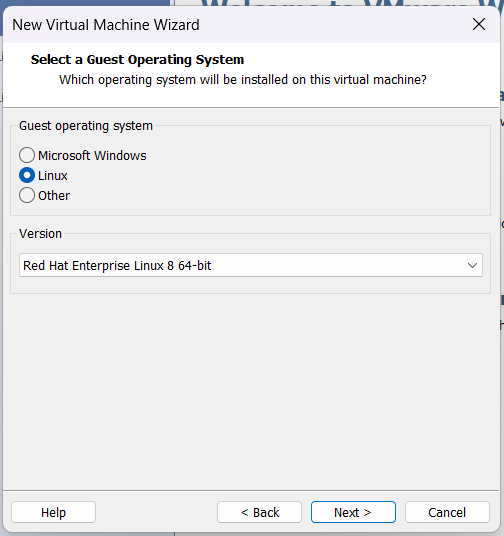 New Virtual Machine Wizard
Select a Guest Operating System
Which operating system will be installed on this virtual machine?
Guest operating system
Microsoft Windows
Linux
Other
Version
Red Hat Enterprise Linux 8 64-bit
Help
< Back
Next >
Cancel